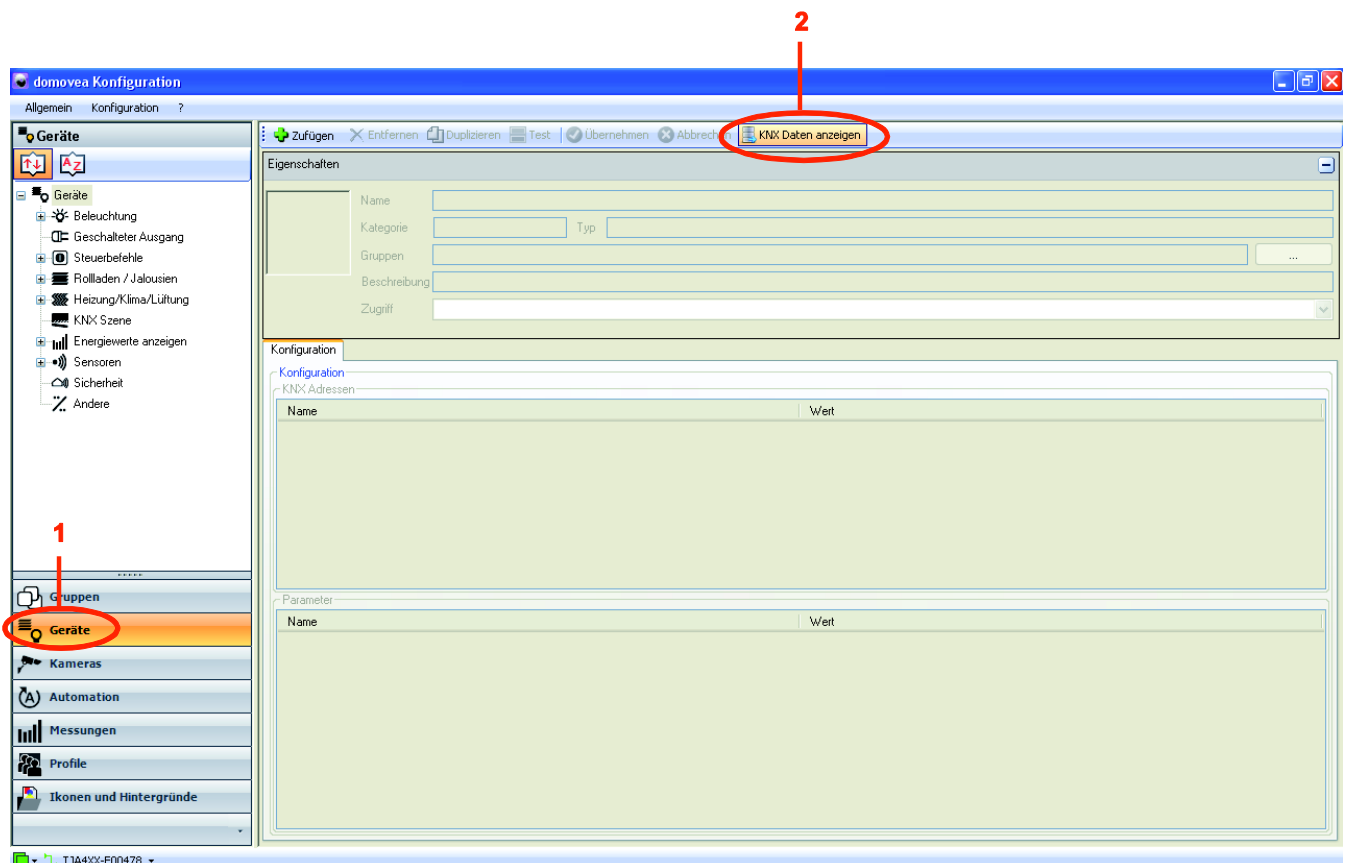 2
domovea Konfiguration
Allgemein Konfiguration ?
Geräte
Zufügen Entfernen Duplizieren Test Übernehmen Abbrechen KNX Daten anzeigen
Eigenschaften
Name
Kategorie Typ
Gruppen ...
Beschreibung
Zugriff
Geräte
Beleuchtung
Geschalteter Ausgang
Steuerbefehle
Rollladen / Jalousien
Heizung/Klima/Lüftung
KNX Szene
Energiewerte anzeigen
Sensoren
Sicherheit
Andere
Konfiguration
Konfiguration
KNX Adressen
Name Wert
Parameter
Name Wert
1
Gruppen
Geräte
Kameras
Automation
Messungen
Profile
Ikonen und Hintergründe
TJA4XX-E00478